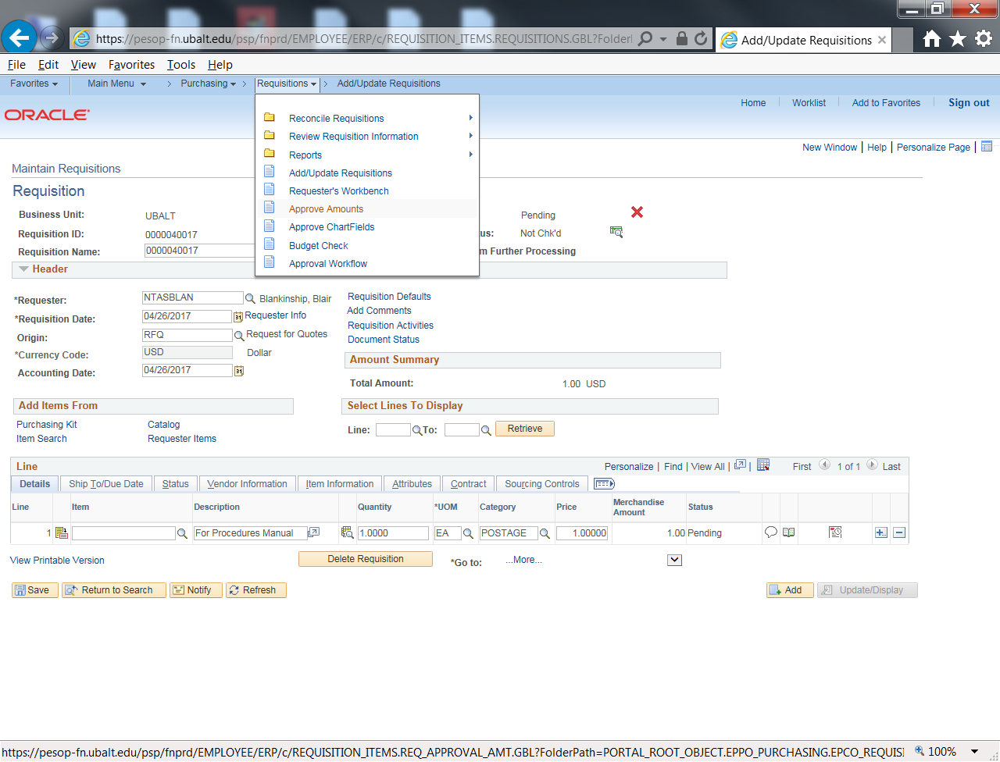 https://pesop-fn.ubalt.edu/psp/fnprd/EMPLOYEE/ERP/c/REQUISITION_ITEMS.REQUISITIONS.GBL?Folder
Add/Update Requisitions
File Edit View Favorites Tools Help
Favorites Main Menu > Purchasing > Requisitions > Add/Update Requisitions
Home Worklist Add to Favorites Sign out
ORACLE
New Window | Help | Personalize Page |
Reconcile Requisitions
Review Requisition Information
Reports
Add/Update Requisitions
Requester's Workbench
Approve Amounts
Approve ChartFields
Budget Check
Approval Workflow
Maintain Requisitions
Requisition
Business Unit: UBALT Pending
Requisition ID: 0000040017 us: Not Chk'd
Requisition Name: 0000040017 m Further Processing
Header
*Requester: NTASBLAN Blankinship, Blair Requisition Defaults
Add Comments
*Requisition Date: 04/26/2017 31 Requester Info
Requisition Activities
Origin: RFQ Request for Quotes
Document Status
*Currency Code: USD Dollar
Amount Summary
Accounting Date: 04/26/2017 31
Total Amount: 1.00 USD
Add Items From
Select Lines To Display
Purchasing Kit Catalog
Item Search Requester Items
Line: To: Retrieve
Line Personalize | Find | View All | | First 1 of 1 Last
Details Ship To/Due Date Status Vendor Information Item Information Attributes Contract Sourcing Controls
Line Item Description Quantity *UOM Category Price Merchandise Amount Status
1 For Procedures Manual 1.0000 EA POSTAGE 1.00000 1.00 Pending
View Printable Version Delete Requisition *Go to: ...More...
Save Return to Search Notify Refresh Add Update/Display
https://pesop-fn.ubalt.edu/psp/fnprd/EMPLOYEE/ERP/c/REQUISITION_ITEMS.REQ_APPROVAL_AMT.GBL?FolderPath=PORTAL_ROOT_OBJECT.EPPO_PURCHASING.EPCO_REQUIS 100%